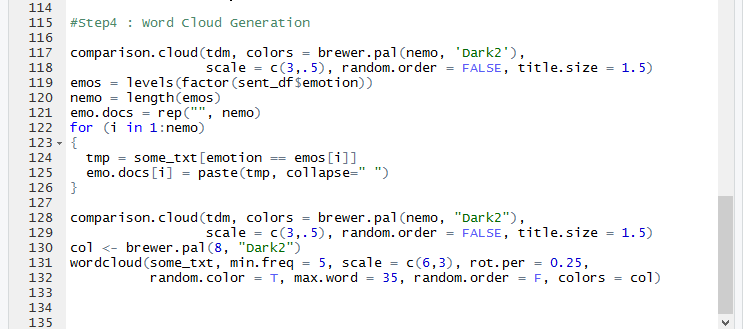 114
115 #Step4 : Word Cloud Generation
116
117 comparison.cloud(tdm, colors = brewer.pal(nemo, 'Dark2'),
118                  scale = c(3,.5), random.order = FALSE, title.size = 1.5)
119 emos = levels(factor(sent_df$emotion))
120 nemo = length(emos)
121 emo.docs = rep("", nemo)
122 for (i in 1:nemo)
123 {
124   tmp = some_txt[emotion == emos[i]]
125   emo.docs[i] = paste(tmp, collapse=" ")
126 }
127
128 comparison.cloud(tdm, colors = brewer.pal(nemo, "Dark2"),
129                  scale = c(3,.5), random.order = FALSE, title.size = 1.5)
130 col <- brewer.pal(8, "Dark2")
131 wordcloud(some_txt, min.freq = 5, scale = c(6,3), rot.per = 0.25,
132           random.color = T, max.word = 35, random.order = F, colors = col)
133
134
135